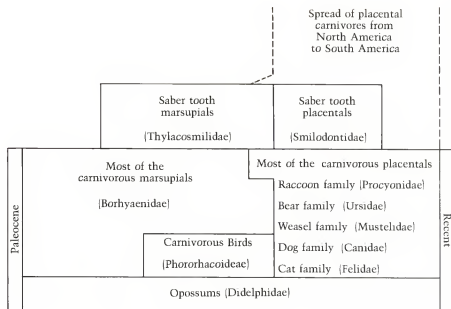 Spread of placental
carnivores from
North America
to South America
Saber tooth
marsupials
(Thylacosmilidae)
Saber tooth
placentals
(Smilodontidae)
Paleocene
Most of the
carnivorous marsupials
(Borhyaenidae)
Carnivorous Birds
(Phororhacoideae)
Most of the carnivorous placentals
Raccoon family (Procyonidae)
Bear family (Ursidae)
Weasel family (Mustelidae)
Dog family (Canidae)
Cat family (Felidae)
Recent
Opossums (Didelphidae)